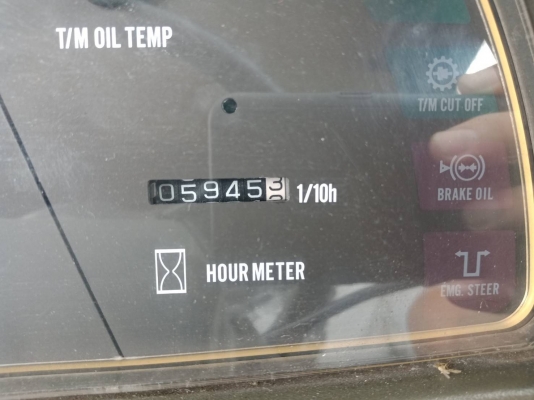 T/M OIL TEMP
T/M CUT OFF
05945 1/10h
BRAKE OIL
HOUR METER
EMG. STEER